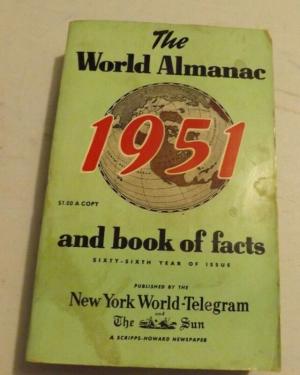 The
World Almanac
1951
$1.00 A COPY
and book of facts
SIXTY-SIXTH YEAR OF ISSUE
PUBLISHED BY THE
New York World-Telegram
and
The Sun
A SCRIPPS-HOWARD NEWSPAPER